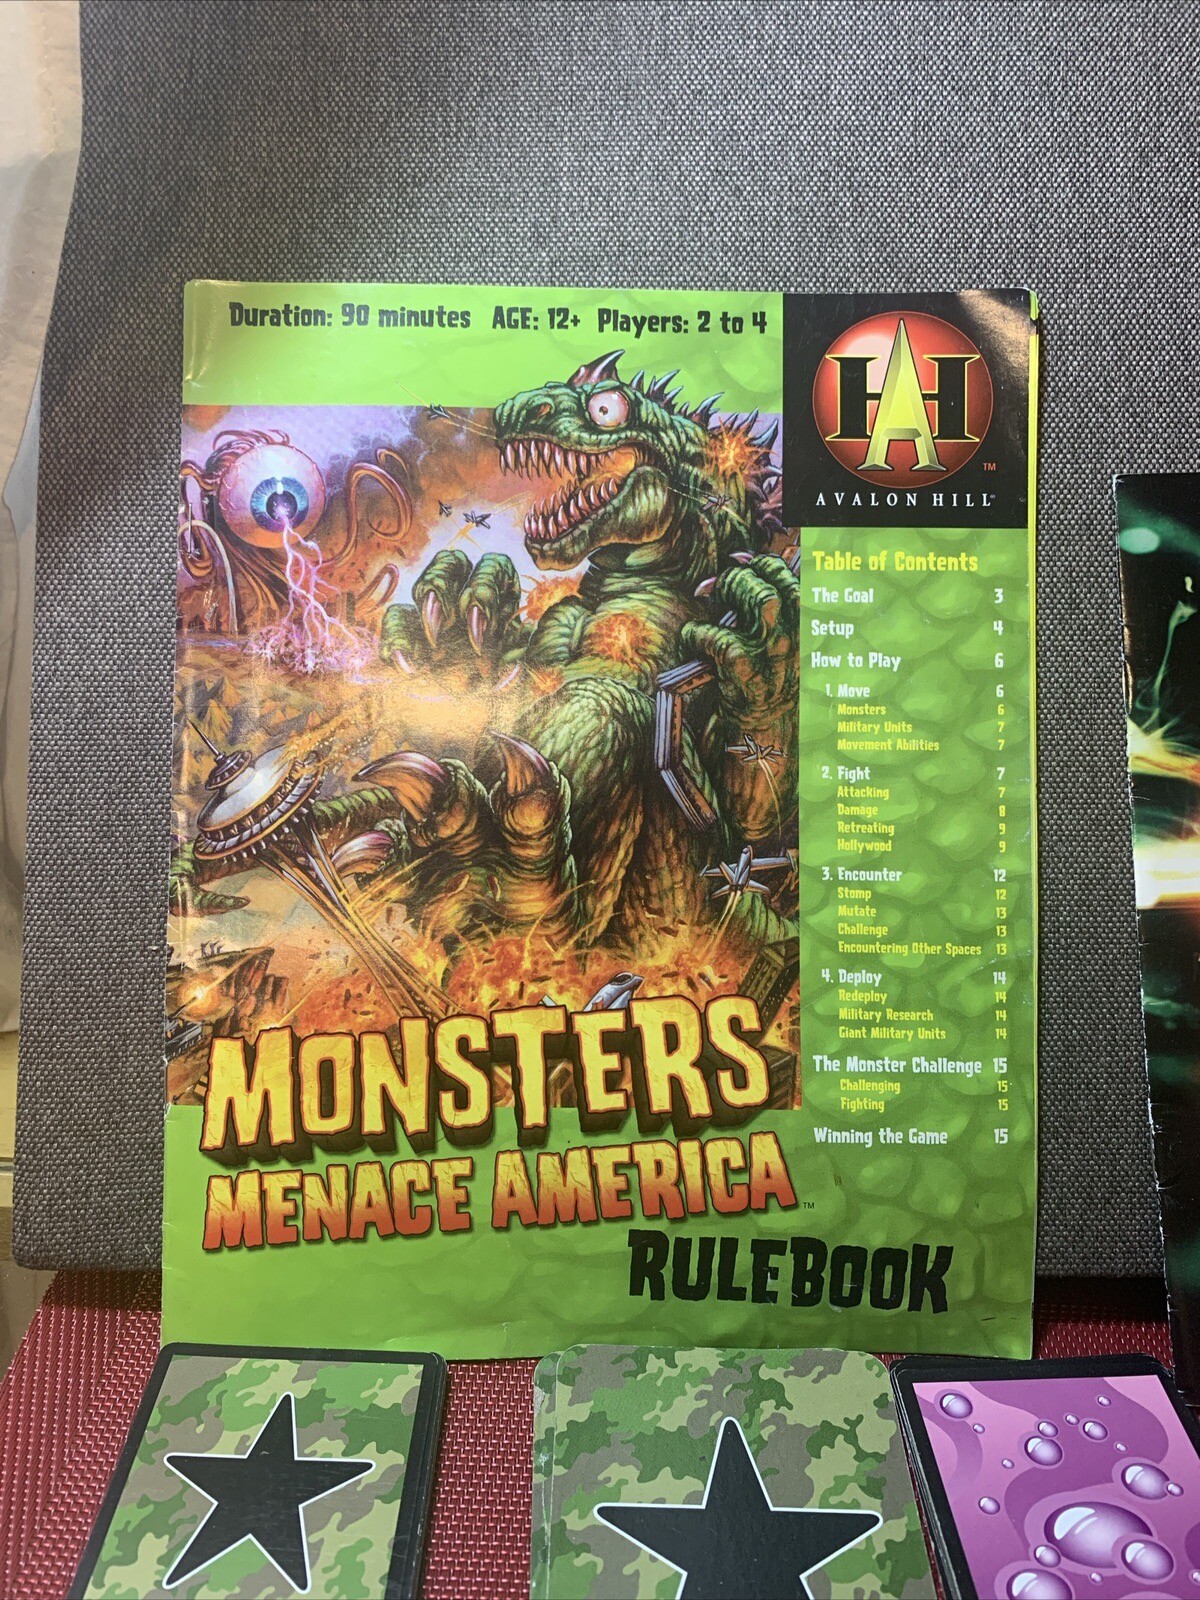 Duration: 90 minutes AGE: 12+ Players: 2 to 4
AH
TM
AVALON HILL®
Table of Contents
The Goal 3
Setup 4
How to Play 6
1. Move 6
Monsters 6
Military Units 7
Movement Abilities 7
2. Fight 7
Attacking 7
Damage 8
Retreating 9
Hollywood 9
3. Encounter 12
Stomp 12
Mutate 13
Challenge 13
Encountering Other Spaces 13
4. Deploy 14
Redeploy 14
Military Research 14
Giant Military Units 14
The Monster Challenge 15
Challenging 15
Fighting 15
Winning the Game 15
MONSTERS
MENACE AMERICA TM
RULEBOOK